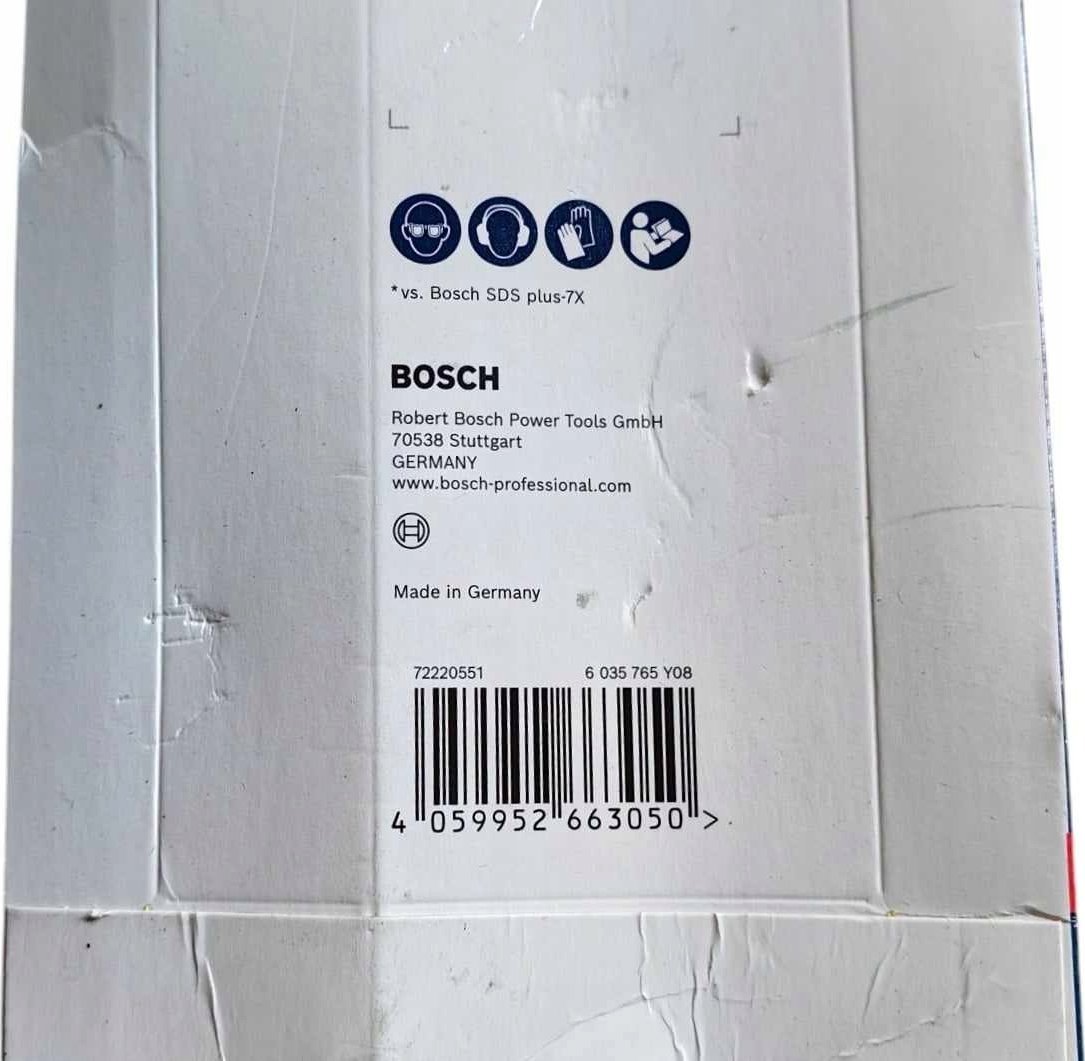 *vs. Bosch SDS plus-7X
BOSCH
Robert Bosch Power Tools GmbH
70538 Stuttgart
GERMANY
www.bosch-professional.com
Made in Germany
72220551 6 035 765 Y08
4 059952 663050 >